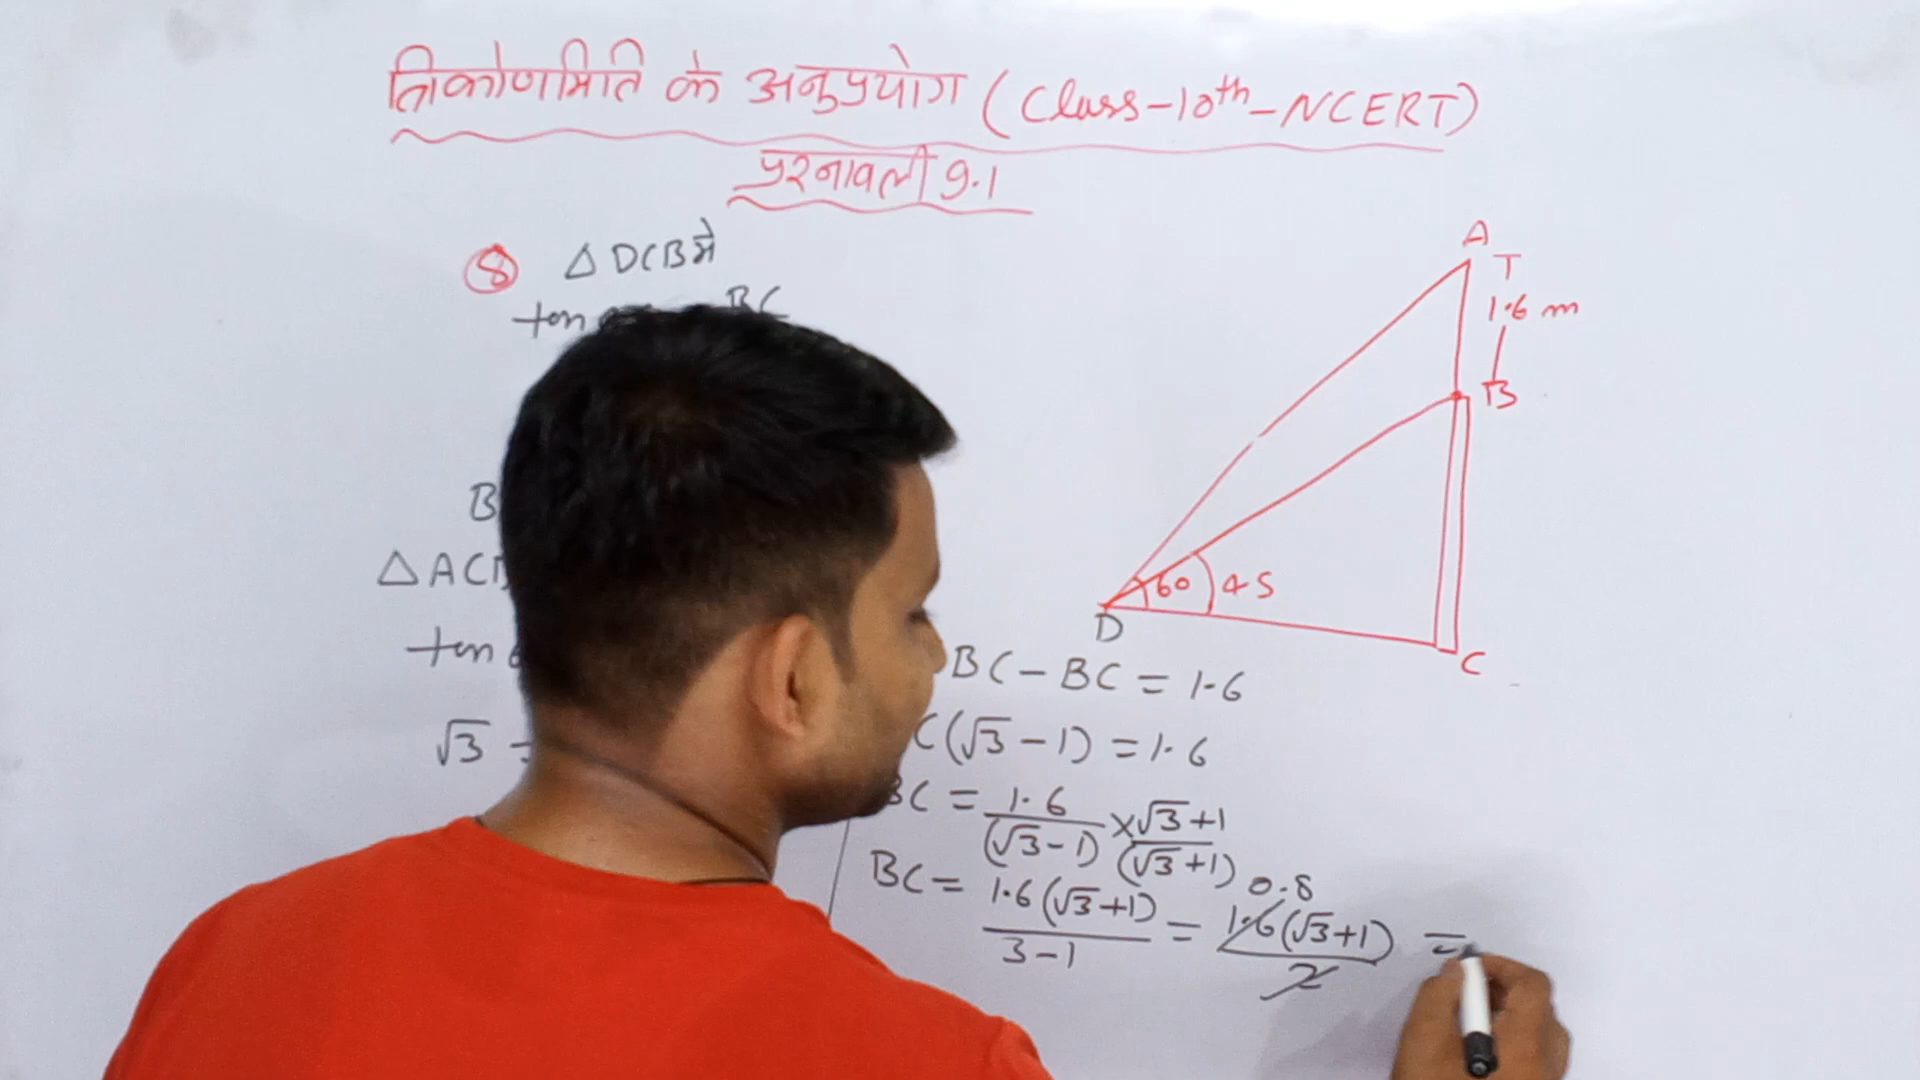 त्रिकोणमिति के अनुप्रयोग (Class-10th-NCERT)
प्रश्नावली 9.1
8 △ DCB मे
tan BC
B
△ ACD
tan 6
√3 =
A
T
1.6 m
B
60 45
D
C
BC - BC = 1.6
C(√3 - 1) = 1.6
BC = 1.6/(√3-1) × √3+1/(√3+1)
BC = 1.6(√3+1)/3-1 = 1.6(√3+1)/2 0.8 =